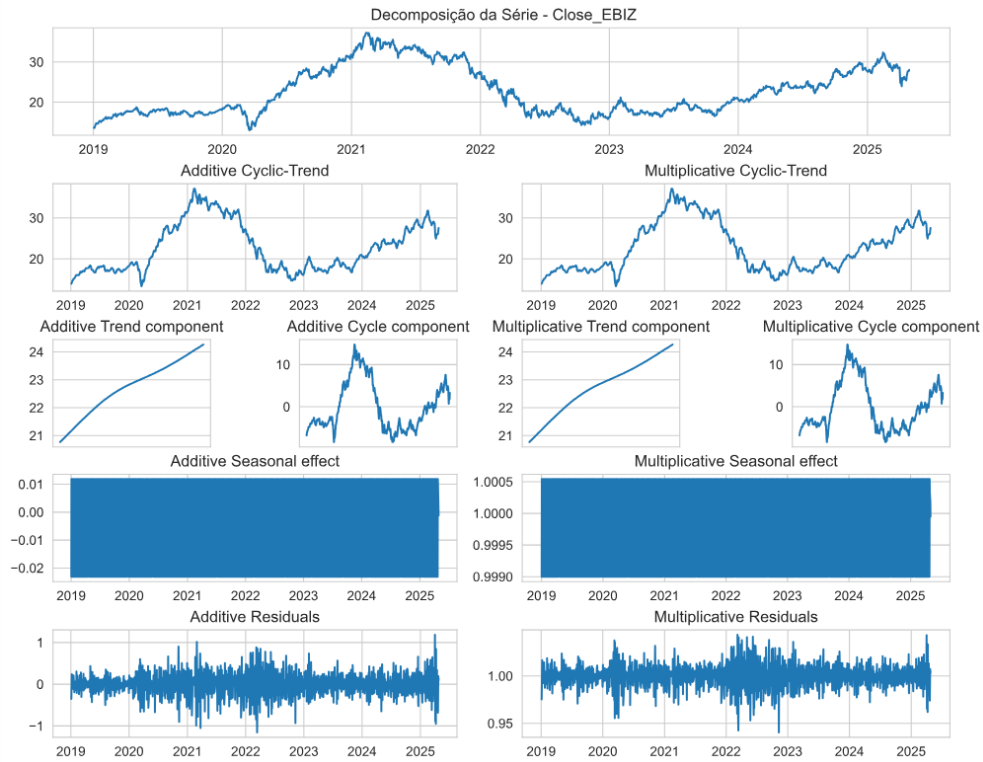 Decomposição da Série - Close_EBIZ
30
20
2019 2020 2021 2022 2023 2024 2025
Additive Cyclic-Trend Multiplicative Cyclic-Trend
30 30
20 20
2019 2020 2021 2022 2023 2024 2025 2019 2020 2021 2022 2023 2024 2025
Additive Trend component Additive Cycle component Multiplicative Trend component Multiplicative Cycle component
24 24
10 10
23 23
22 0 22 0
21 21
Additive Seasonal effect Multiplicative Seasonal effect
0.01 1.0005
0.00 1.0000
−0.01 0.9995
−0.02 0.9990
2019 2020 2021 2022 2023 2024 2025 2019 2020 2021 2022 2023 2024 2025
Additive Residuals Multiplicative Residuals
1
0 1.00
−1 0.95
2019 2020 2021 2022 2023 2024 2025 2019 2020 2021 2022 2023 2024 2025